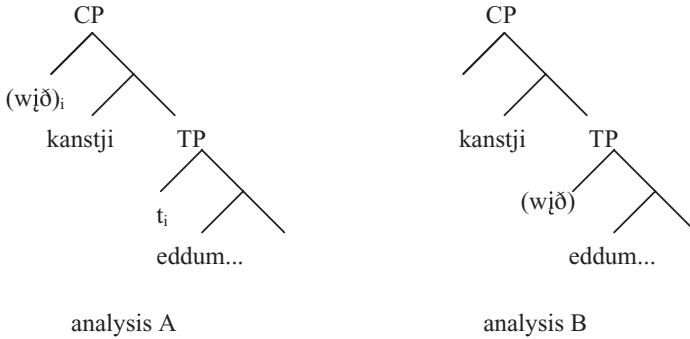 CP CP
(wįð)i
kanstji TP kanstji TP
ti (wįð)
eddum... eddum...
analysis A analysis B